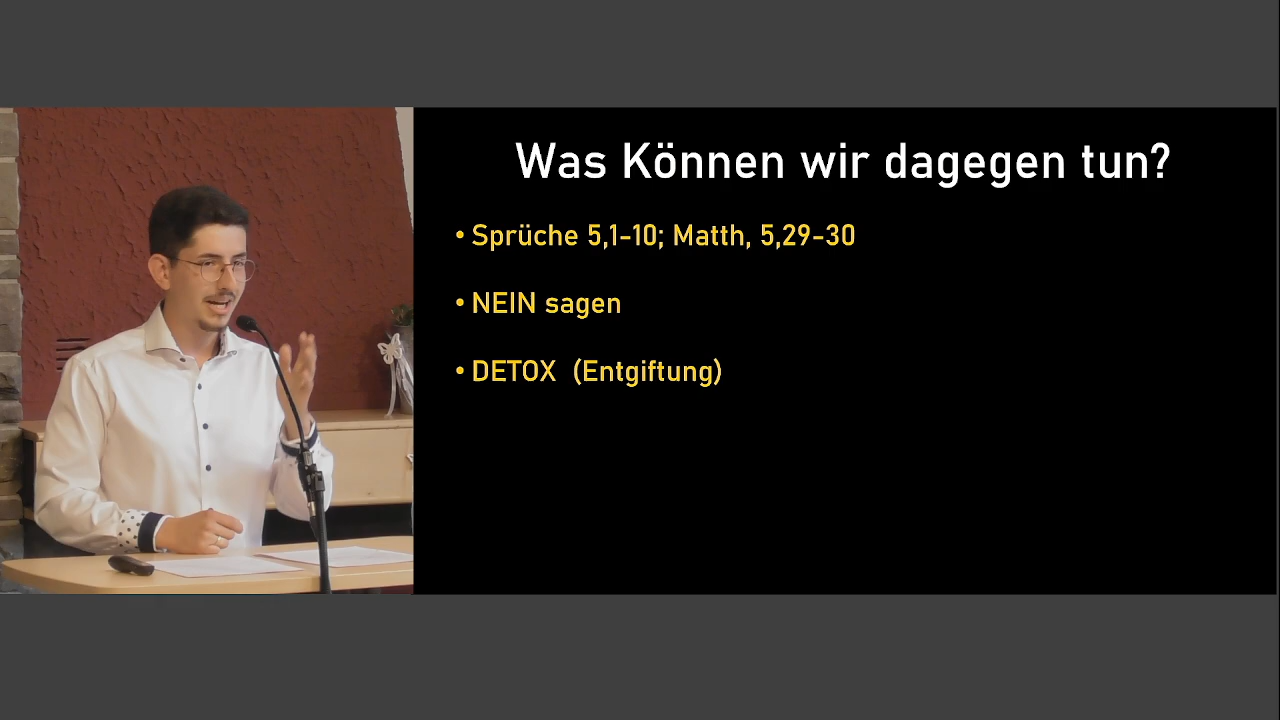 Was Können wir dagegen tun?
• Sprüche 5,1-10; Matth, 5,29-30
• NEIN sagen
• DETOX (Entgiftung)